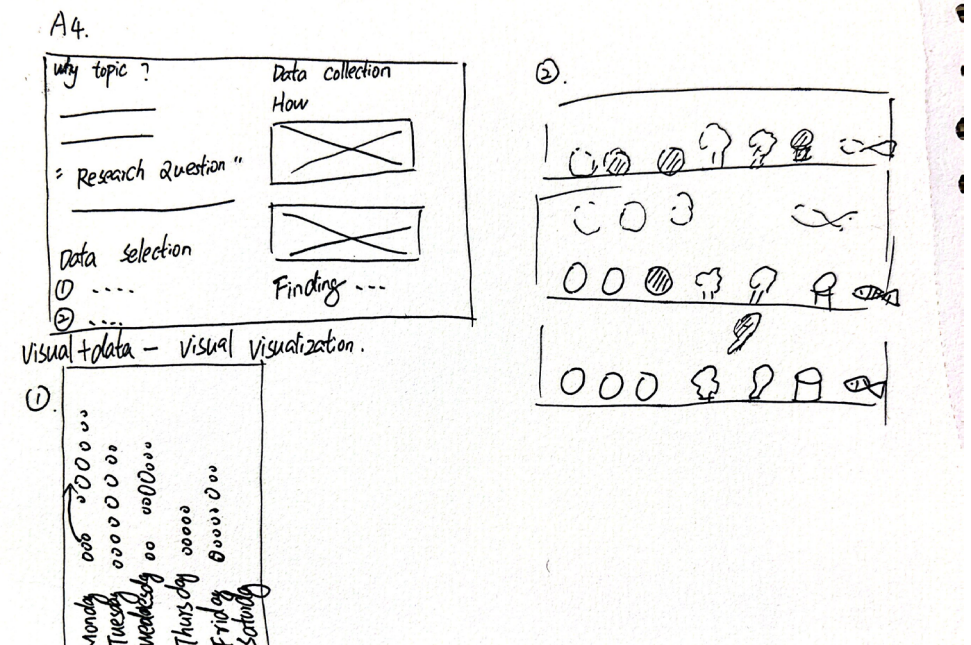 A4.
why topic ?
"Research Question"
Data selection
① ....
② ....
Data collection
How
Finding ...
visual + data - visual visualization.
①.
Monday
Tuesday
Wednesday
Thursday
Friday
Saturday
②.